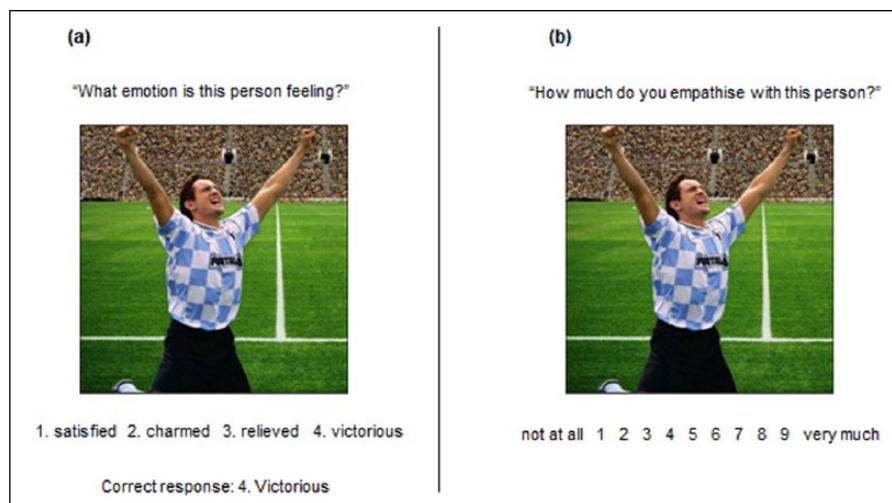 (a)
“What emotion is this person feeling?”
1. satisfied 2. charmed 3. relieved 4. victorious
Correct response: 4. Victorious
(b)
“How much do you empathise with this person?”
not at all 1 2 3 4 5 6 7 8 9 very much